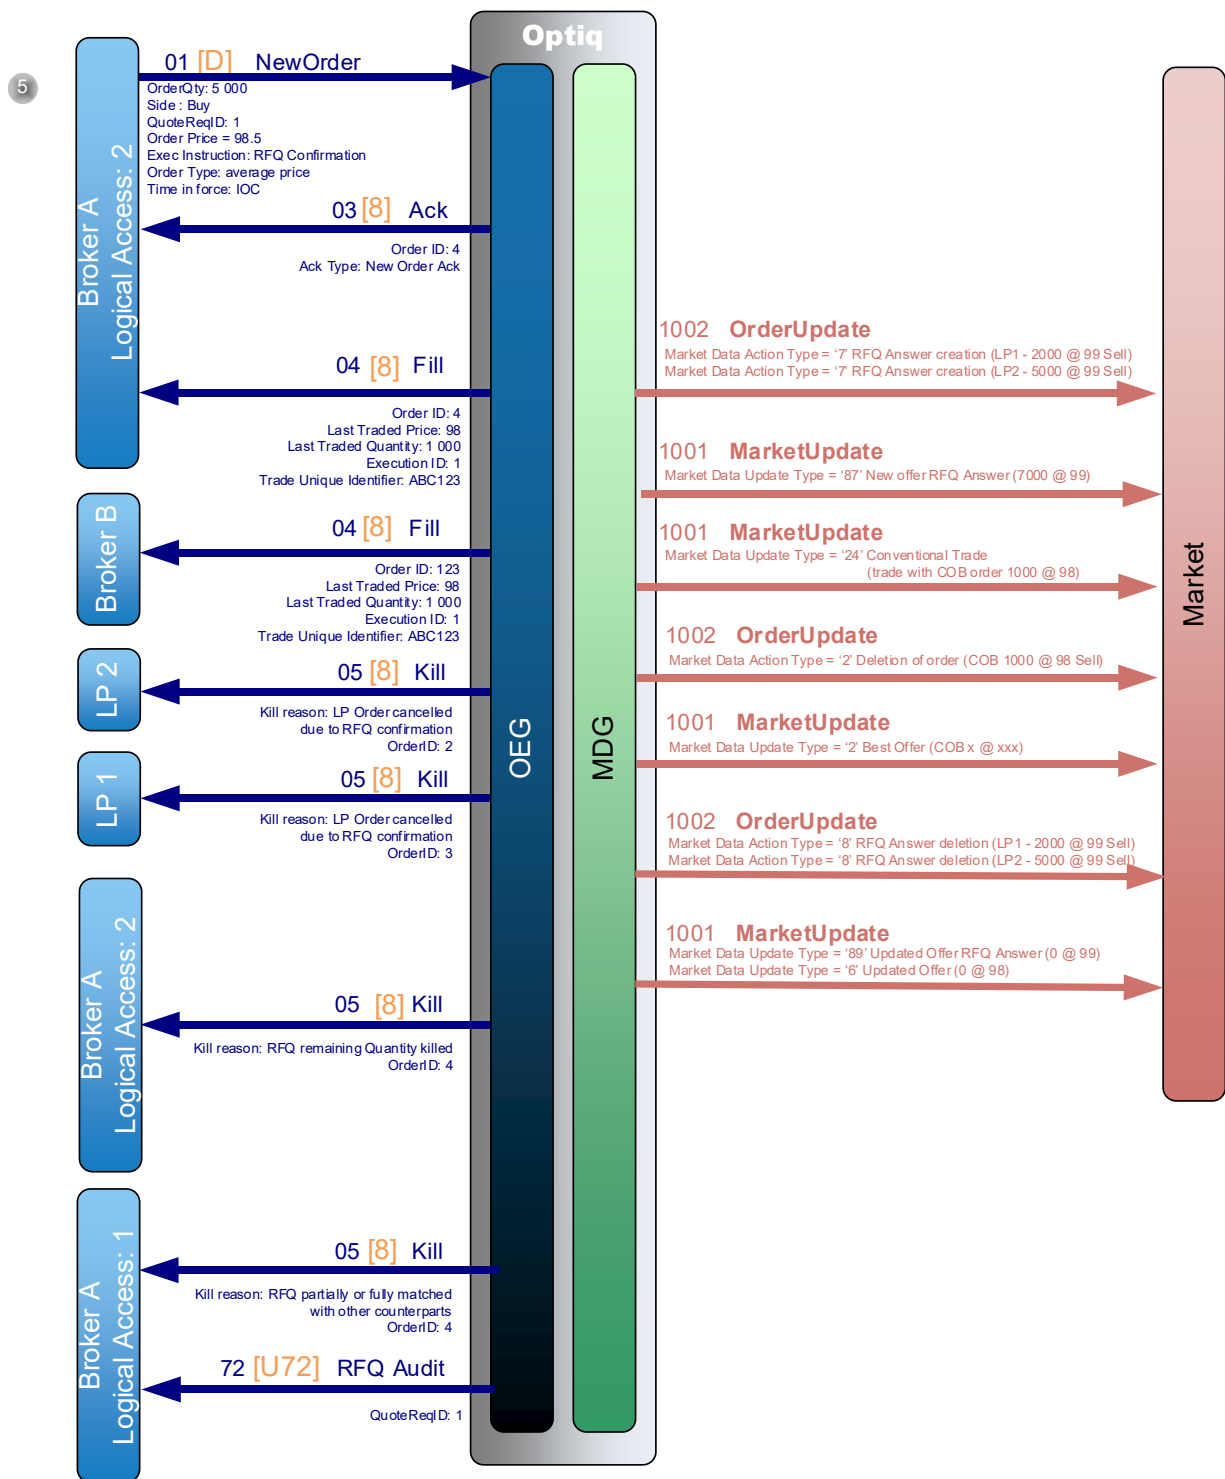 Optiq
5
01 [D] NewOrder
OrderQty: 5 000
Side : Buy
QuoteReqID: 1
Order Price = 98.5
Exec Instruction: RFQ Confirmation
Order Type: average price
Time in force: IOC
Broker A
Logical Access: 2
03 [8] Ack
Order ID: 4
Ack Type: New Order Ack
04 [8] Fill
Order ID: 4
Last Traded Price: 98
Last Traded Quantity: 1 000
Execution ID: 1
Trade Unique Identifier: ABC123
Broker B
04 [8] Fill
Order ID: 123
Last Traded Price: 98
Last Traded Quantity: 1 000
Execution ID: 1
Trade Unique Identifier: ABC123
LP 2
05 [8] Kill
Kill reason: LP Order cancelled
due to RFQ confirmation
OrderID: 2
LP 1
05 [8] Kill
Kill reason: LP Order cancelled
due to RFQ confirmation
OrderID: 3
Broker A
Logical Access: 2
05 [8] Kill
Kill reason: RFQ remaining Quantity killed
OrderID: 4
Broker A
Logical Access: 1
05 [8] Kill
Kill reason: RFQ partially or fully matched
with other counterparts
OrderID: 4
72 [U72] RFQ Audit
QuoteReqID: 1
OEG
MDG
1002 OrderUpdate
Market Data Action Type = ‘7’ RFQ Answer creation (LP1 - 2000 @ 99 Sell)
Market Data Action Type = ‘7’ RFQ Answer creation (LP2 - 5000 @ 99 Sell)
1001 MarketUpdate
Market Data Update Type = ‘87’ New offer RFQ Answer (7000 @ 99)
1001 MarketUpdate
Market Data Update Type = ‘24’ Conventional Trade
(trade with COB order 1000 @ 98)
1002 OrderUpdate
Market Data Action Type = ‘2’ Deletion of order (COB 1000 @ 98 Sell)
1001 MarketUpdate
Market Data Update Type = ‘2’ Best Offer (COB x @ xxx)
1002 OrderUpdate
Market Data Action Type = ‘8’ RFQ Answer deletion (LP1 - 2000 @ 99 Sell)
Market Data Action Type = ‘8’ RFQ Answer deletion (LP2 - 5000 @ 99 Sell)
1001 MarketUpdate
Market Data Update Type = ‘89’ Updated Offer RFQ Answer (0 @ 99)
Market Data Update Type = ‘6’ Updated Offer (0 @ 98)
Market